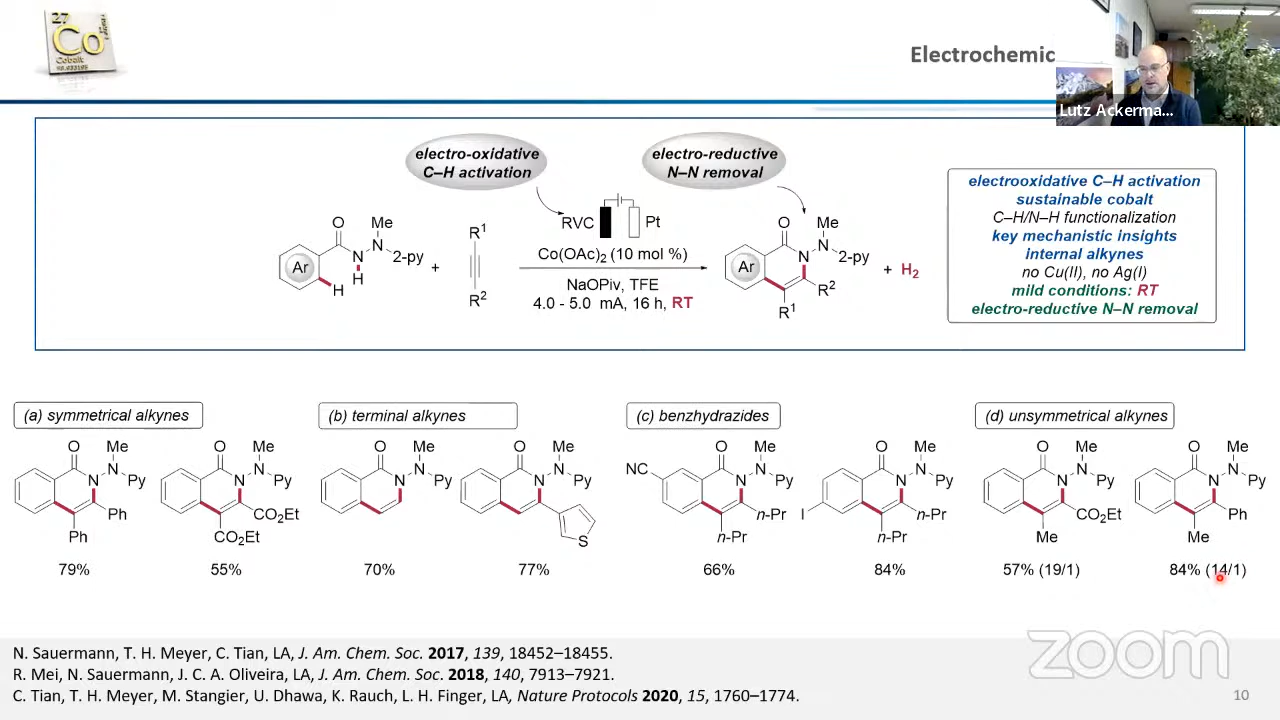 27
Co
Cobalt
58.933195
Electrochemic
Lutz Ackerma...
electro-oxidative
C–H activation
electro-reductive
N–N removal
RVC
Pt
O
Me
N
N
H
2-py
Ar
H
+
R¹
R²
Co(OAc)₂ (10 mol %)
NaOPiv, TFE
4.0 - 5.0 mA, 16 h, RT
O
Me
N
N
2-py
Ar
R²
R¹
+ H₂
electrooxidative C–H activation
sustainable cobalt
C–H/N–H functionalization
key mechanistic insights
internal alkynes
no Cu(II), no Ag(I)
mild conditions: RT
electro-reductive N–N removal
(a) symmetrical alkynes
(b) terminal alkynes
(c) benzhydrazides
(d) unsymmetrical alkynes
O
Me
N
N
Py
Ph
Ph
79%
O
Me
N
N
Py
CO₂Et
CO₂Et
55%
O
Me
N
N
Py
70%
O
Me
N
N
Py
S
77%
NC
O
Me
N
N
Py
n-Pr
n-Pr
66%
I
O
Me
N
N
Py
n-Pr
n-Pr
84%
O
Me
N
N
Py
CO₂Et
Me
57% (19/1)
O
Me
N
N
Py
Ph
Me
84% (14/1)
N. Sauermann, T. H. Meyer, C. Tian, LA, J. Am. Chem. Soc. 2017, 139, 18452–18455.
R. Mei, N. Sauermann, J. C. A. Oliveira, LA, J. Am. Chem. Soc. 2018, 140, 7913–7921.
C. Tian, T. H. Meyer, M. Stangier, U. Dhawa, K. Rauch, L. H. Finger, LA, Nature Protocols 2020, 15, 1760–1774.
zoom
10